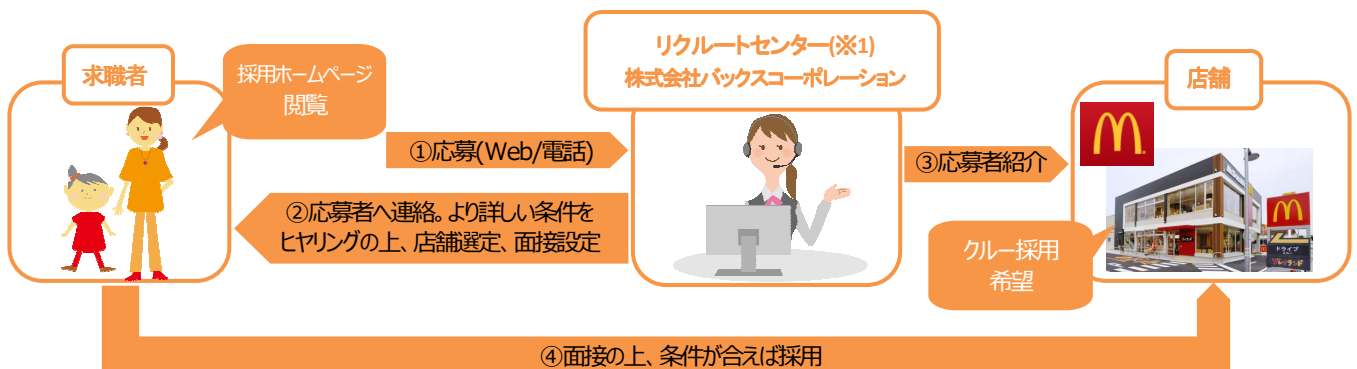 求職者
採用ホームページ
閲覧
リクルートセンター(※1)
株式会社バックスコーポレーション
店舗
①応募(Web/電話)
②応募者へ連絡。より詳しい条件を
ヒヤリングの上、店舗選定、面接設定
③応募者紹介
クルー採用
希望
ドライブ
④面接の上、条件が合えば採用